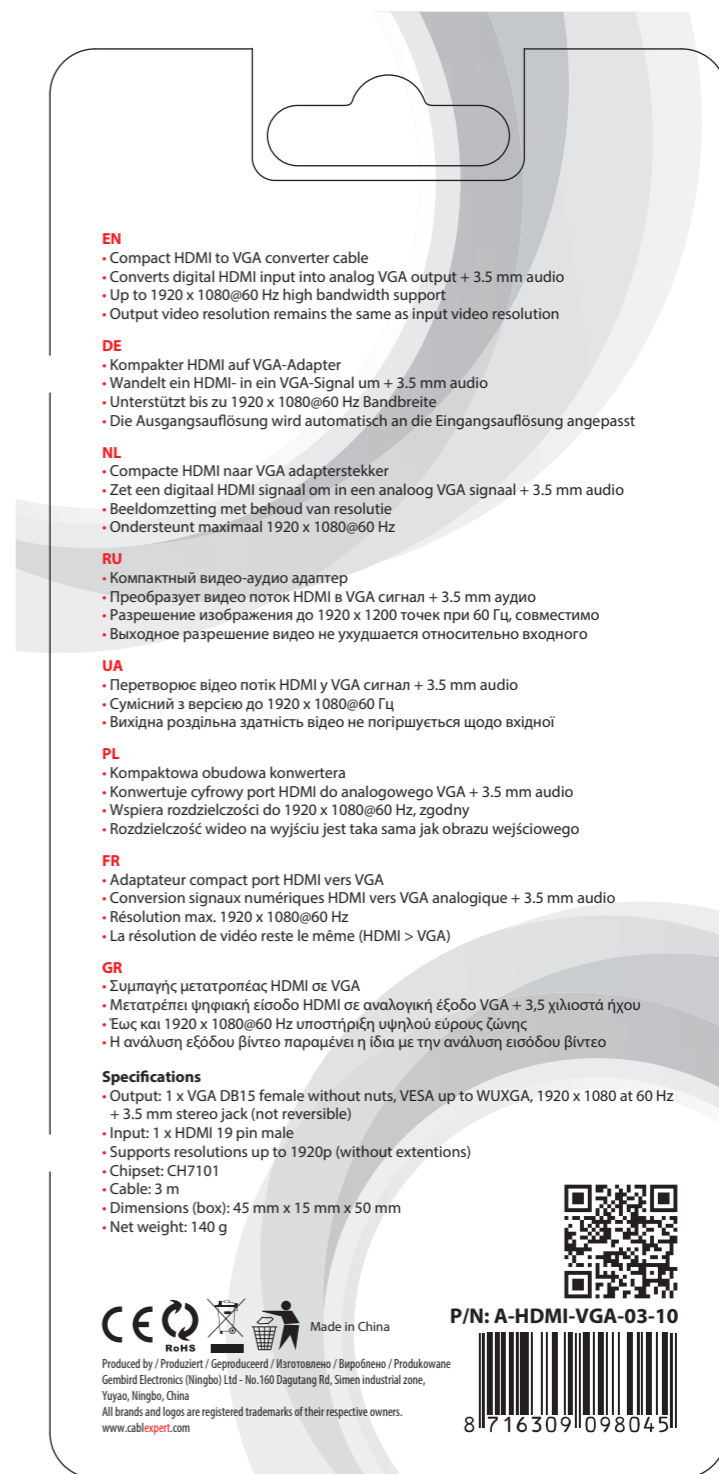 EN
• Compact HDMI to VGA converter cable
• Converts digital HDMI input into analog VGA output + 3.5 mm audio
• Up to 1920 x 1080@60 Hz high bandwidth support
• Output video resolution remains the same as input video resolution
DE
• Kompakter HDMI auf VGA-Adapter
• Wandelt ein HDMI- in ein VGA-Signal um + 3.5 mm audio
• Unterstützt bis zu 1920 x 1080@60 Hz Bandbreite
• Die Ausgangsauflösung wird automatisch an die Eingangsauflösung angepasst
NL
• Compacte HDMI naar VGA adapterstekker
• Zet een digitaal HDMI signaal om in een analoog VGA signaal + 3.5 mm audio
• Beeldomzetting met behoud van resolutie
• Ondersteunt maximaal 1920 x 1080@60 Hz
RU
• Компактный видео-аудио адаптер
• Преобразует видео поток HDMI в VGA сигнал + 3.5 mm аудио
• Разрешение изображения до 1920 x 1200 точек при 60 Гц, совместимо
• Выходное разрешение видео не ухудшается относительно входного
UA
• Перетворює відео потік HDMI у VGA сигнал + 3.5 mm audio
• Сумісний з версією до 1920 x 1080@60 Гц
• Вихідна роздільна здатність відео не погіршується щодо вхідної
PL
• Kompaktowa obudowa konwertera
• Konwertuje cyfrowy port HDMI do analogowego VGA + 3.5 mm audio
• Wspiera rozdzielczości do 1920 x 1080@60 Hz, zgodny
• Rozdzielczość wideo na wyjściu jest taka sama jak obrazu wejściowego
FR
• Adaptateur compact port HDMI vers VGA
• Conversion signaux numériques HDMI vers VGA analogique + 3.5 mm audio
• Résolution max. 1920 x 1080@60 Hz
• La résolution de vidéo reste le même (HDMI > VGA)
GR
• Συμπαγής μετατροπέας HDMI σε VGA
• Μετατρέπει ψηφιακή είσοδο HDMI σε αναλογική έξοδο VGA + 3,5 χιλιοστά ήχου
• Έως και 1920 x 1080@60 Hz υποστήριξη υψηλού εύρους ζώνης
• Η ανάλυση εξόδου βίντεο παραμένει η ίδια με την ανάλυση εισόδου βίντεο
Specifications
• Output: 1 x VGA DB15 female without nuts, VESA up to WUXGA, 1920 x 1080 at 60 Hz
+ 3.5 mm stereo jack (not reversible)
• Input: 1 x HDMI 19 pin male
• Supports resolutions up to 1920p (without extentions)
• Chipset: CH7101
• Cable: 3 m
• Dimensions (box): 45 mm x 15 mm x 50 mm
• Net weight: 140 g
CE
RoHS
Made in China
Produced by / Produziert / Geproduceerd / Изготовлено / Вироблено / Produkowane
Gembird Electronics (Ningbo) Ltd - No.160 Dagutang Rd, Simen industrial zone,
Yuyao, Ningbo, China
All brands and logos are registered trademarks of their respective owners.
www.cablexpert.com
P/N: A-HDMI-VGA-03-10
8 716309 098045